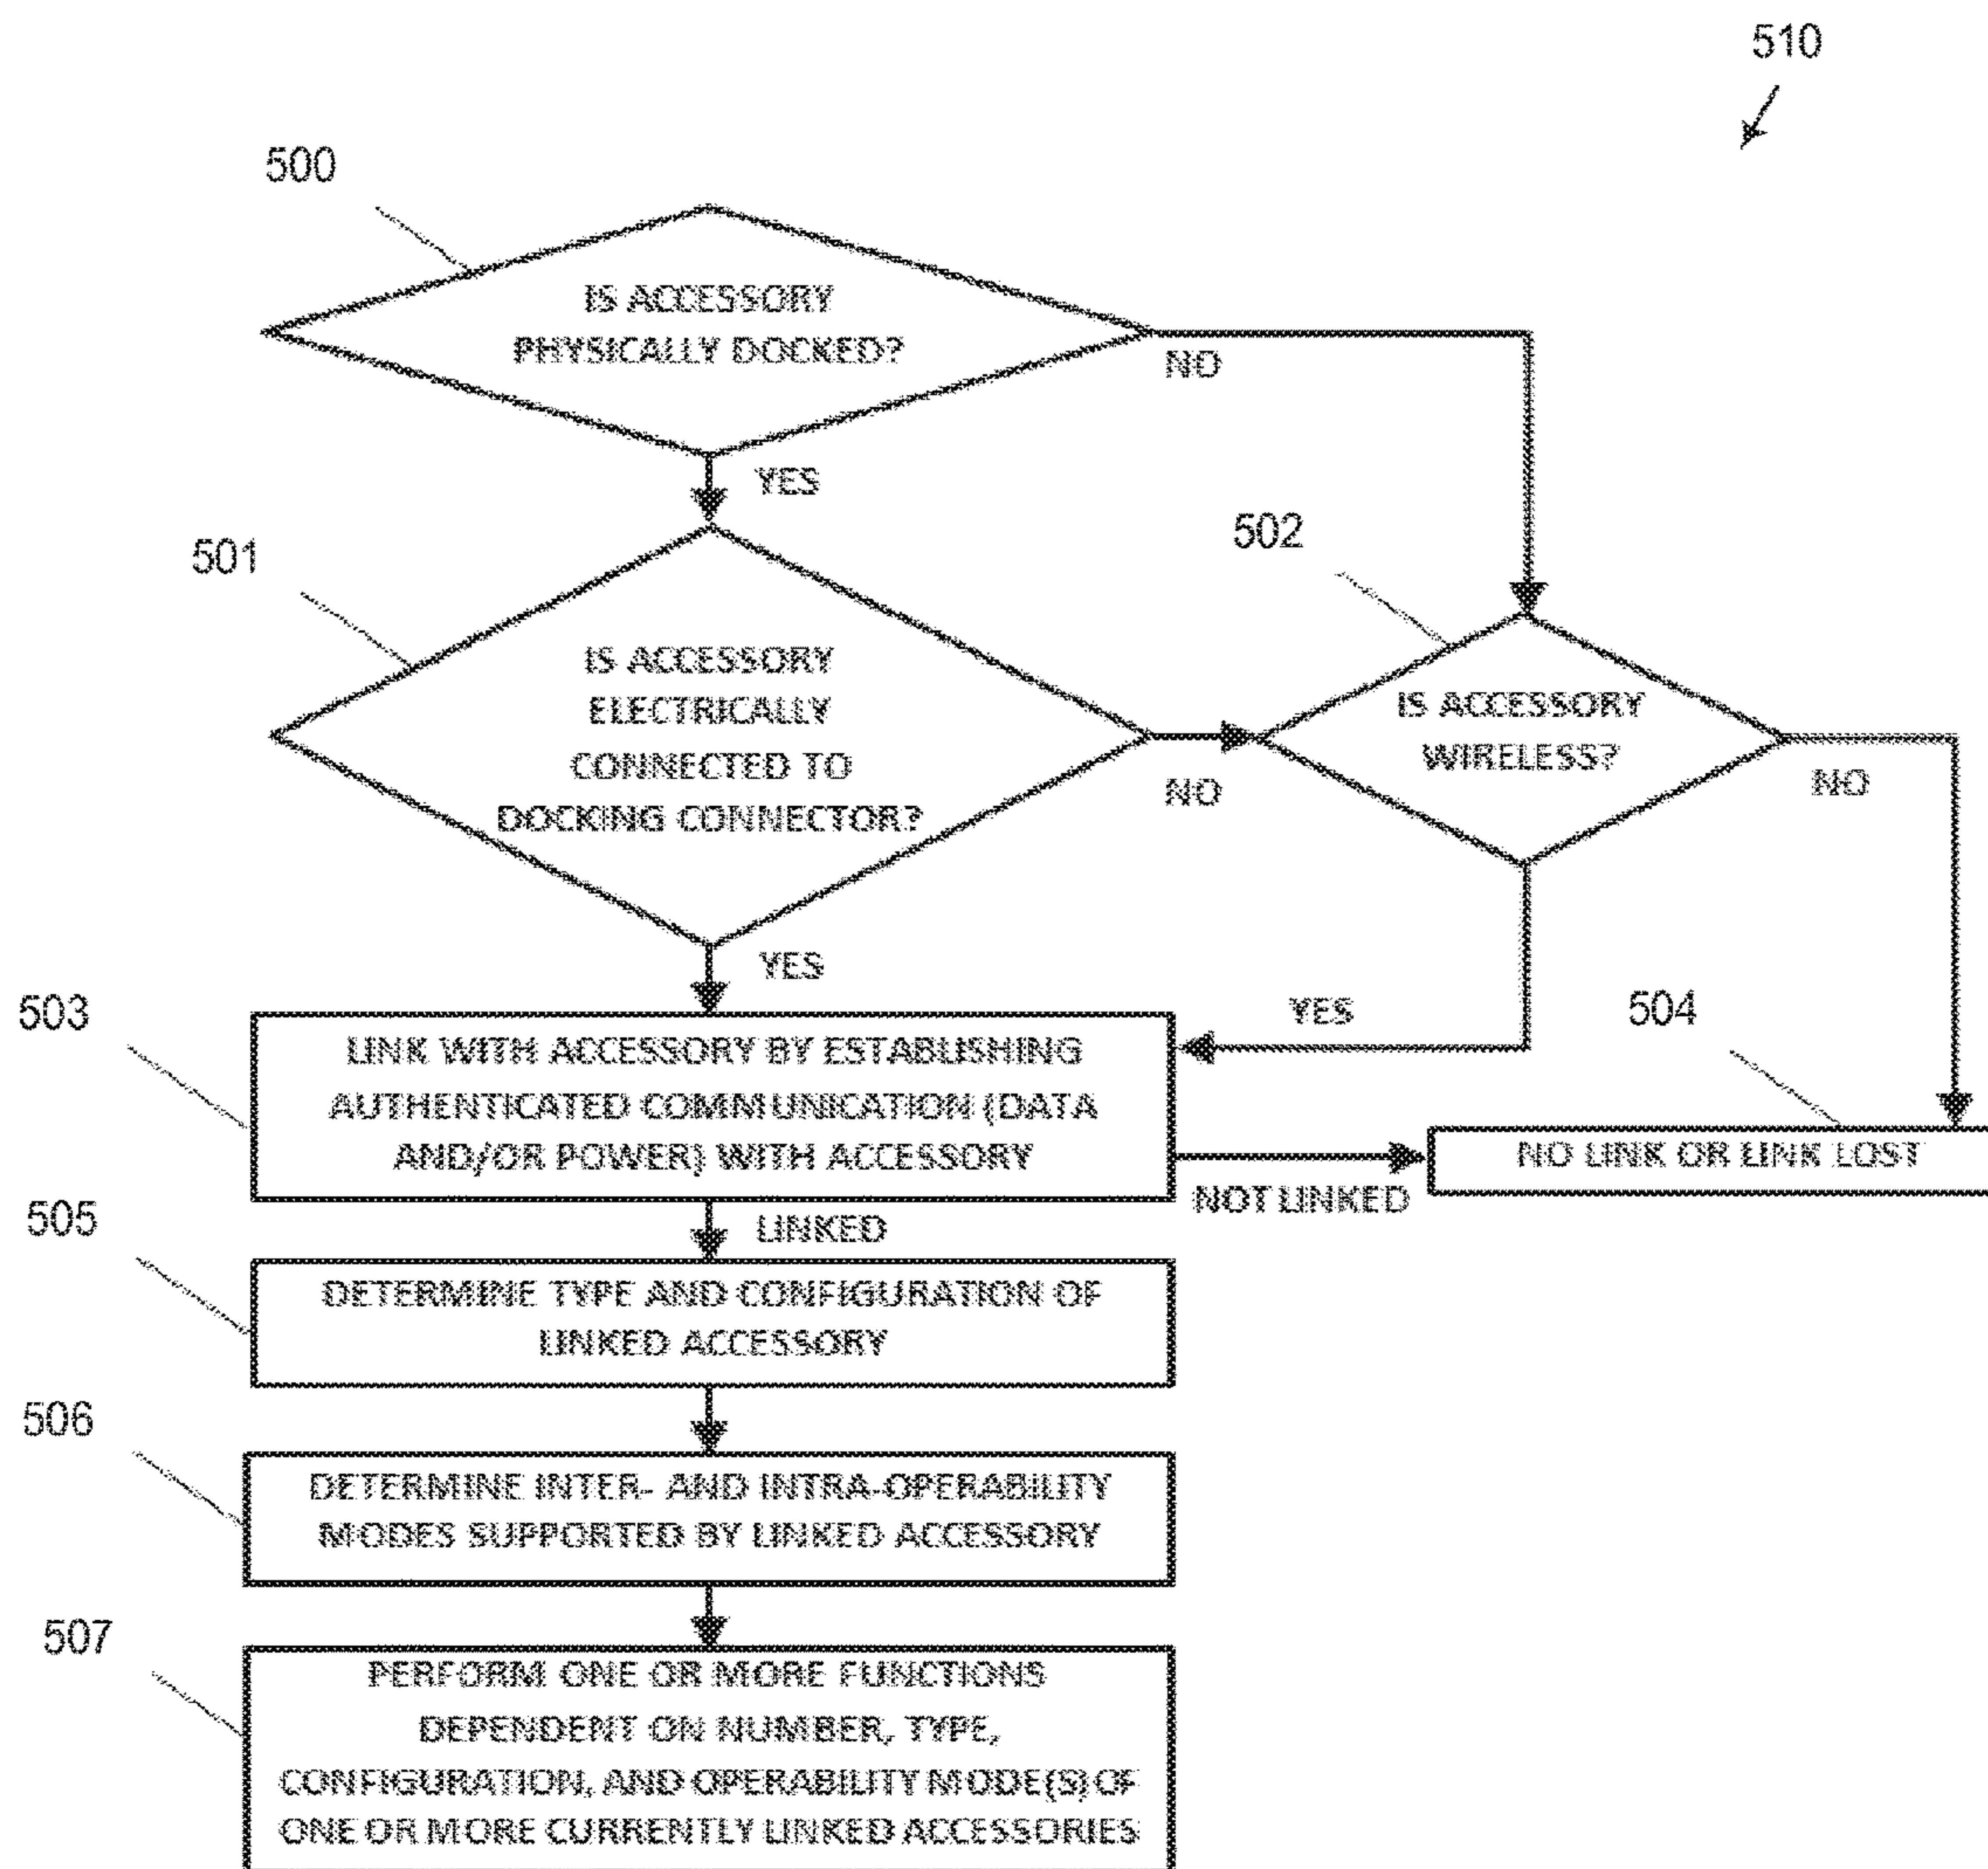 510
500
IS ACCESSORY
PHYSICALLY DOCKED?
NO
YES
501
502
IS ACCESSORY
ELECTRICALLY
CONNECTED TO
DOCKING CONNECTOR?
IS ACCESSORY
WIRELESS?
NO
NO
YES
YES
503
504
LINK WITH ACCESSORY BY ESTABLISHING
AUTHENTICATED COMMUNICATION (DATA
AND/OR POWER) WITH ACCESSORY
NO LINK OR LINK LOST
NOT LINKED
LINKED
505
DETERMINE TYPE AND CONFIGURATION OF
LINKED ACCESSORY
506
DETERMINE INTER- AND INTRA-OPERABILITY
MODES SUPPORTED BY LINKED ACCESSORY
507
PERFORM ONE OR MORE FUNCTIONS
DEPENDENT ON NUMBER, TYPE,
CONFIGURATION, AND OPERABILITY MODE(S) OF
ONE OR MORE CURRENTLY LINKED ACCESSORIES